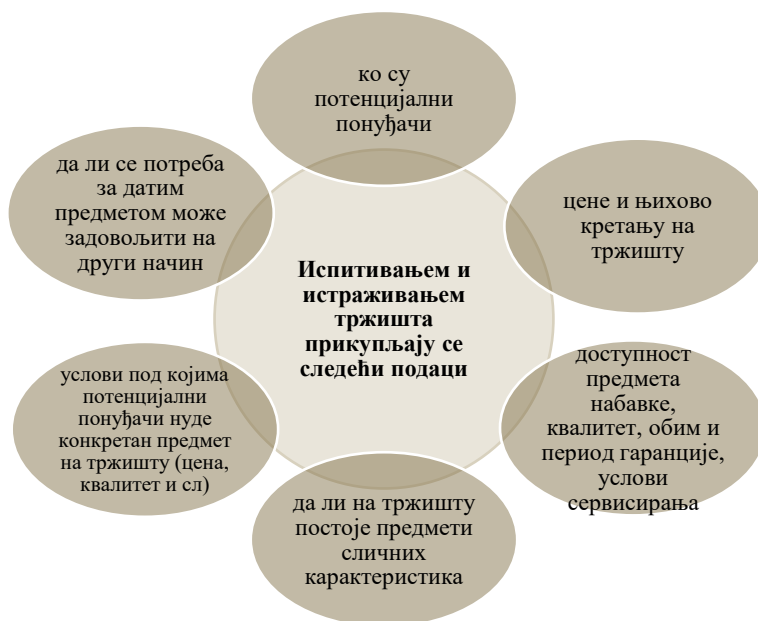 ко су
потенцијални
понуђачи
цене и њихово
кретању на
тржишту
доступност
предмета
набавке,
квалитет, обим и
период гаранције,
услови
сервисирања
да ли на тржишту
постоје предмети
сличних
карактеристика
услови под којима
потенцијални
понуђачи нуде
конкретан предмет
на тржишту (цена,
квалитет и сл)
да ли се потреба
за датим
предметом може
задовољити на
други начин
Испитивањем и
истраживањем
тржишта
прикупљају се
следећи подаци